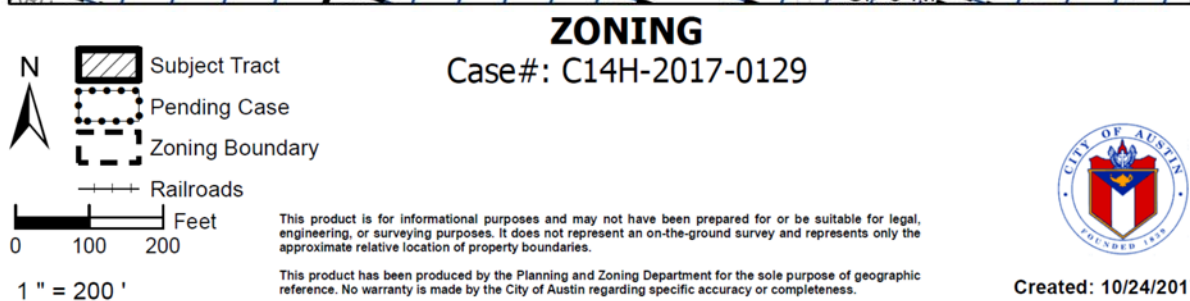 ZONING
Case#: C14H-2017-0129
N
Subject Tract
Pending Case
Zoning Boundary
Railroads
Feet
0 100 200
1 " = 200 '
This product is for informational purposes and may not have been prepared for or be suitable for legal,
engineering, or surveying purposes. It does not represent an on-the-ground survey and represents only the
approximate relative location of property boundaries.
This product has been produced by the Planning and Zoning Department for the sole purpose of geographic
reference. No warranty is made by the City of Austin regarding specific accuracy or completeness.
CITY OF AUSTIN
FOUNDED 1839
Created: 10/24/201